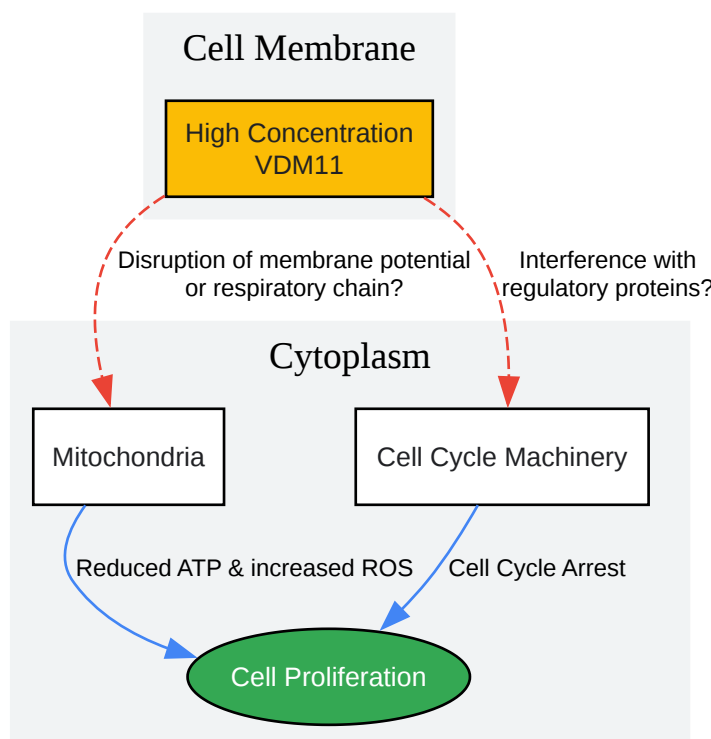 Cell Membrane
High Concentration
VDM11
Disruption of membrane potential
or respiratory chain?
Interference with
regulatory proteins?
Cytoplasm
Mitochondria
Cell Cycle Machinery
Reduced ATP & increased ROS
Cell Cycle Arrest
Cell Proliferation